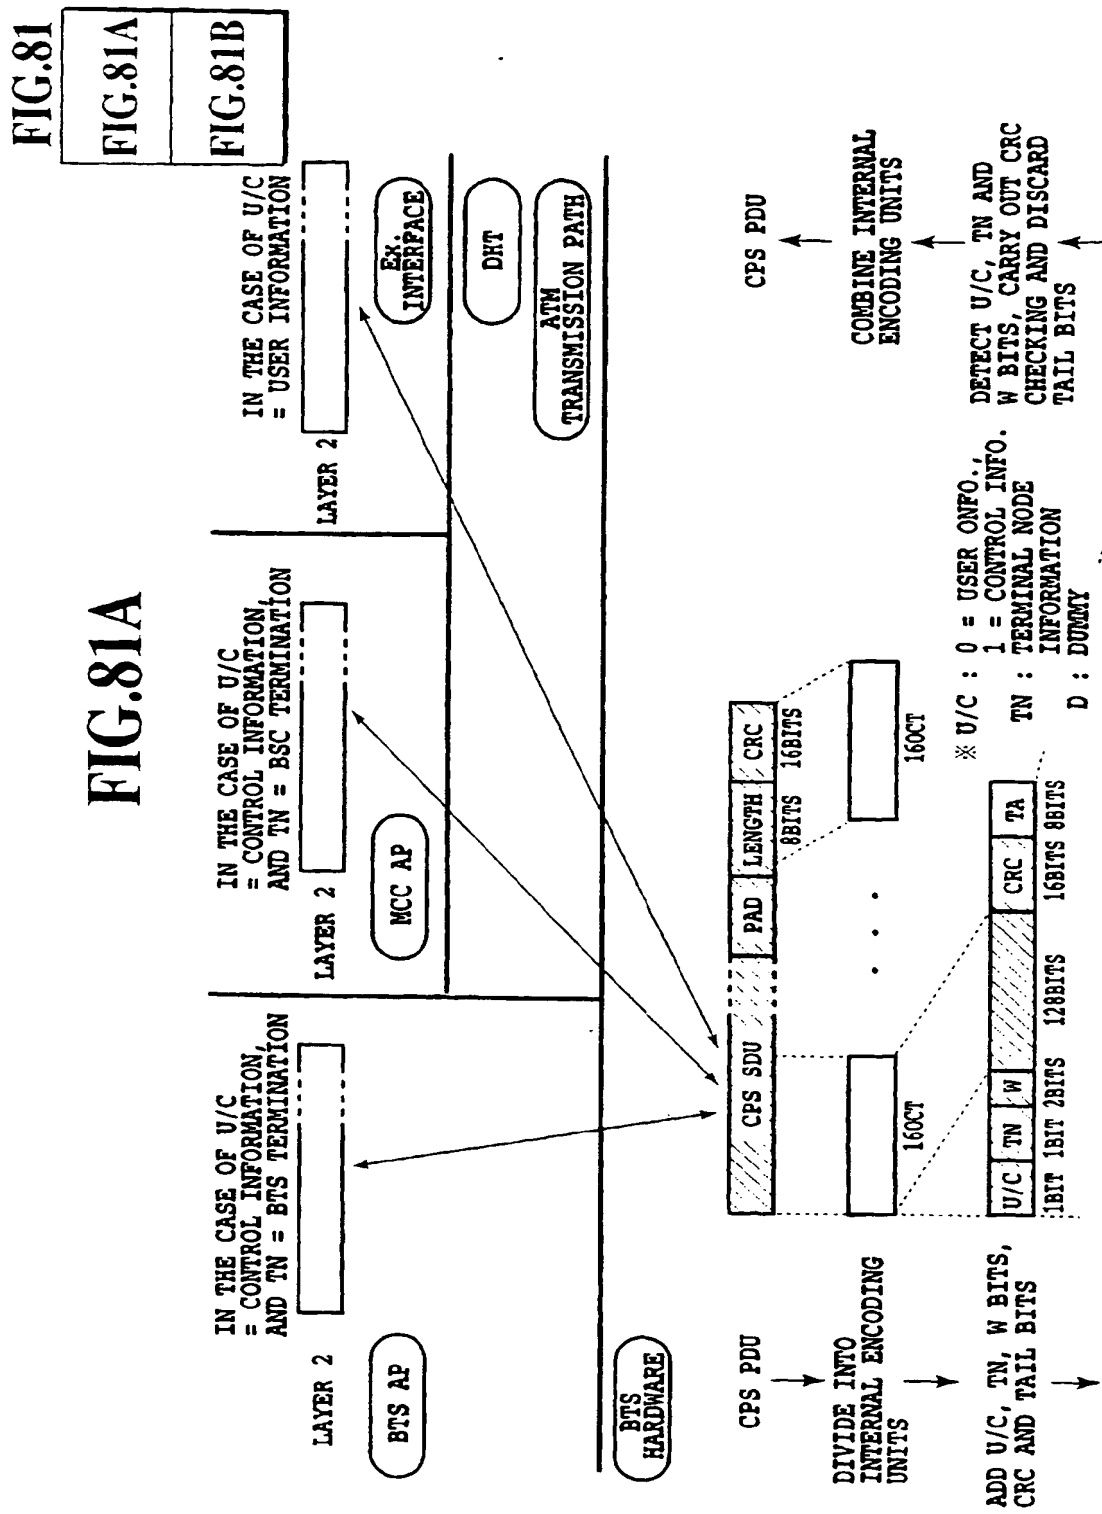 FIG.81
FIG.81A
FIG.81B
FIG.81A
IN THE CASE OF U/C
= CONTROL INFORMATION,
AND TN = BTS TERMINATION
LAYER 2
BTS AP
IN THE CASE OF U/C
= CONTROL INFORMATION,
AND TN = BSC TERMINATION
LAYER 2
MCC AP
IN THE CASE OF U/C
= USER INFORMATION
LAYER 2
EX.
INTERFACE
DHT
ATM
TRANSMISSION PATH
BTS
HARDWARE
CPS PDU
DIVIDE INTO
INTERNAL ENCODING
UNITS
ADD U/C, TN, W BITS,
CRC AND TAIL BITS
CPS SDU PAD LENGTH CRC
8BITS 16BITS
16OCT
16OCT
U/C TN W CRC TA
1BIT 1BIT 2BITS 128BITS 16BITS 8BITS
※ U/C : 0 = USER ONFO.,
1 = CONTROL INFO.
TN : TERMINAL NODE
INFORMATION
D : DUMMY
CPS PDU
COMBINE INTERNAL
ENCODING UNITS
DETECT U/C, TN AND
W BITS, CARRY OUT CRC
CHECKING AND DISCARD
TAIL BITS